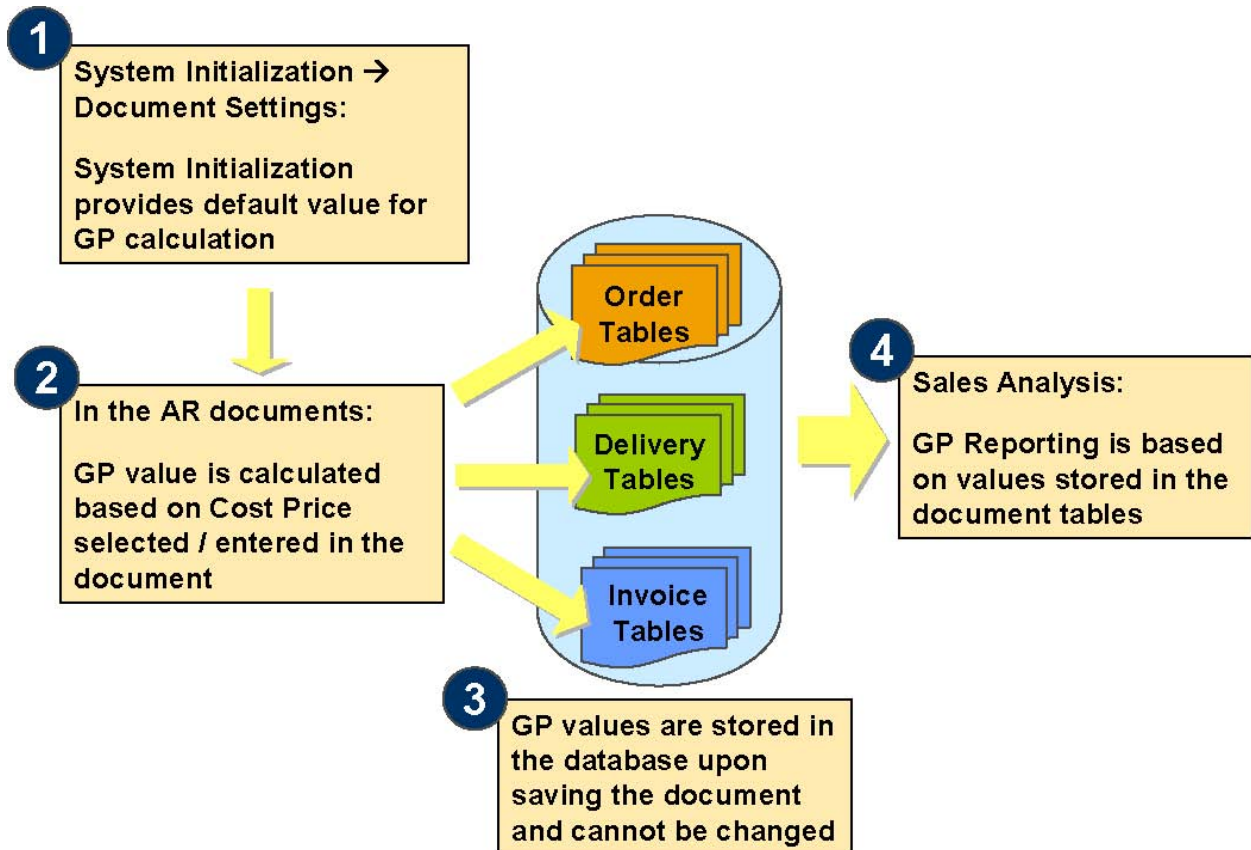 1
System Initialization →
Document Settings:
System Initialization
provides default value for
GP calculation
2
In the AR documents:
GP value is calculated
based on Cost Price
selected / entered in the
document
Order
Tables
Delivery
Tables
Invoice
Tables
3
GP values are stored in
the database upon
saving the document
and cannot be changed
4
Sales Analysis:
GP Reporting is based
on values stored in the
document tables